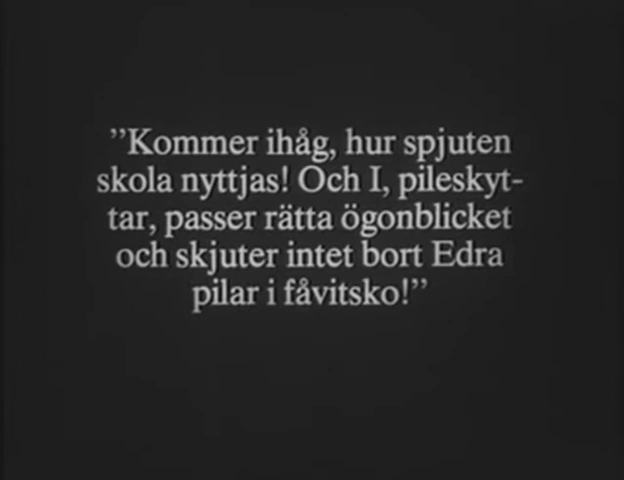 ”Kommer ihåg, hur spjuten
skola nyttjas! Och I, pileskyt-
tar, passer rätta ögonblicket
och skjuter intet bort Edra
pilar i fåvitsko!”